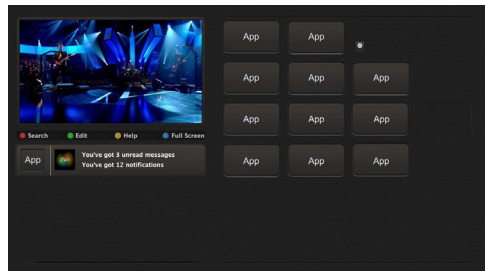 App App
App App App
App App App
App App App
Search Edit Help Full Screen
App
You've got 3 unread messages
You've got 12 notifications